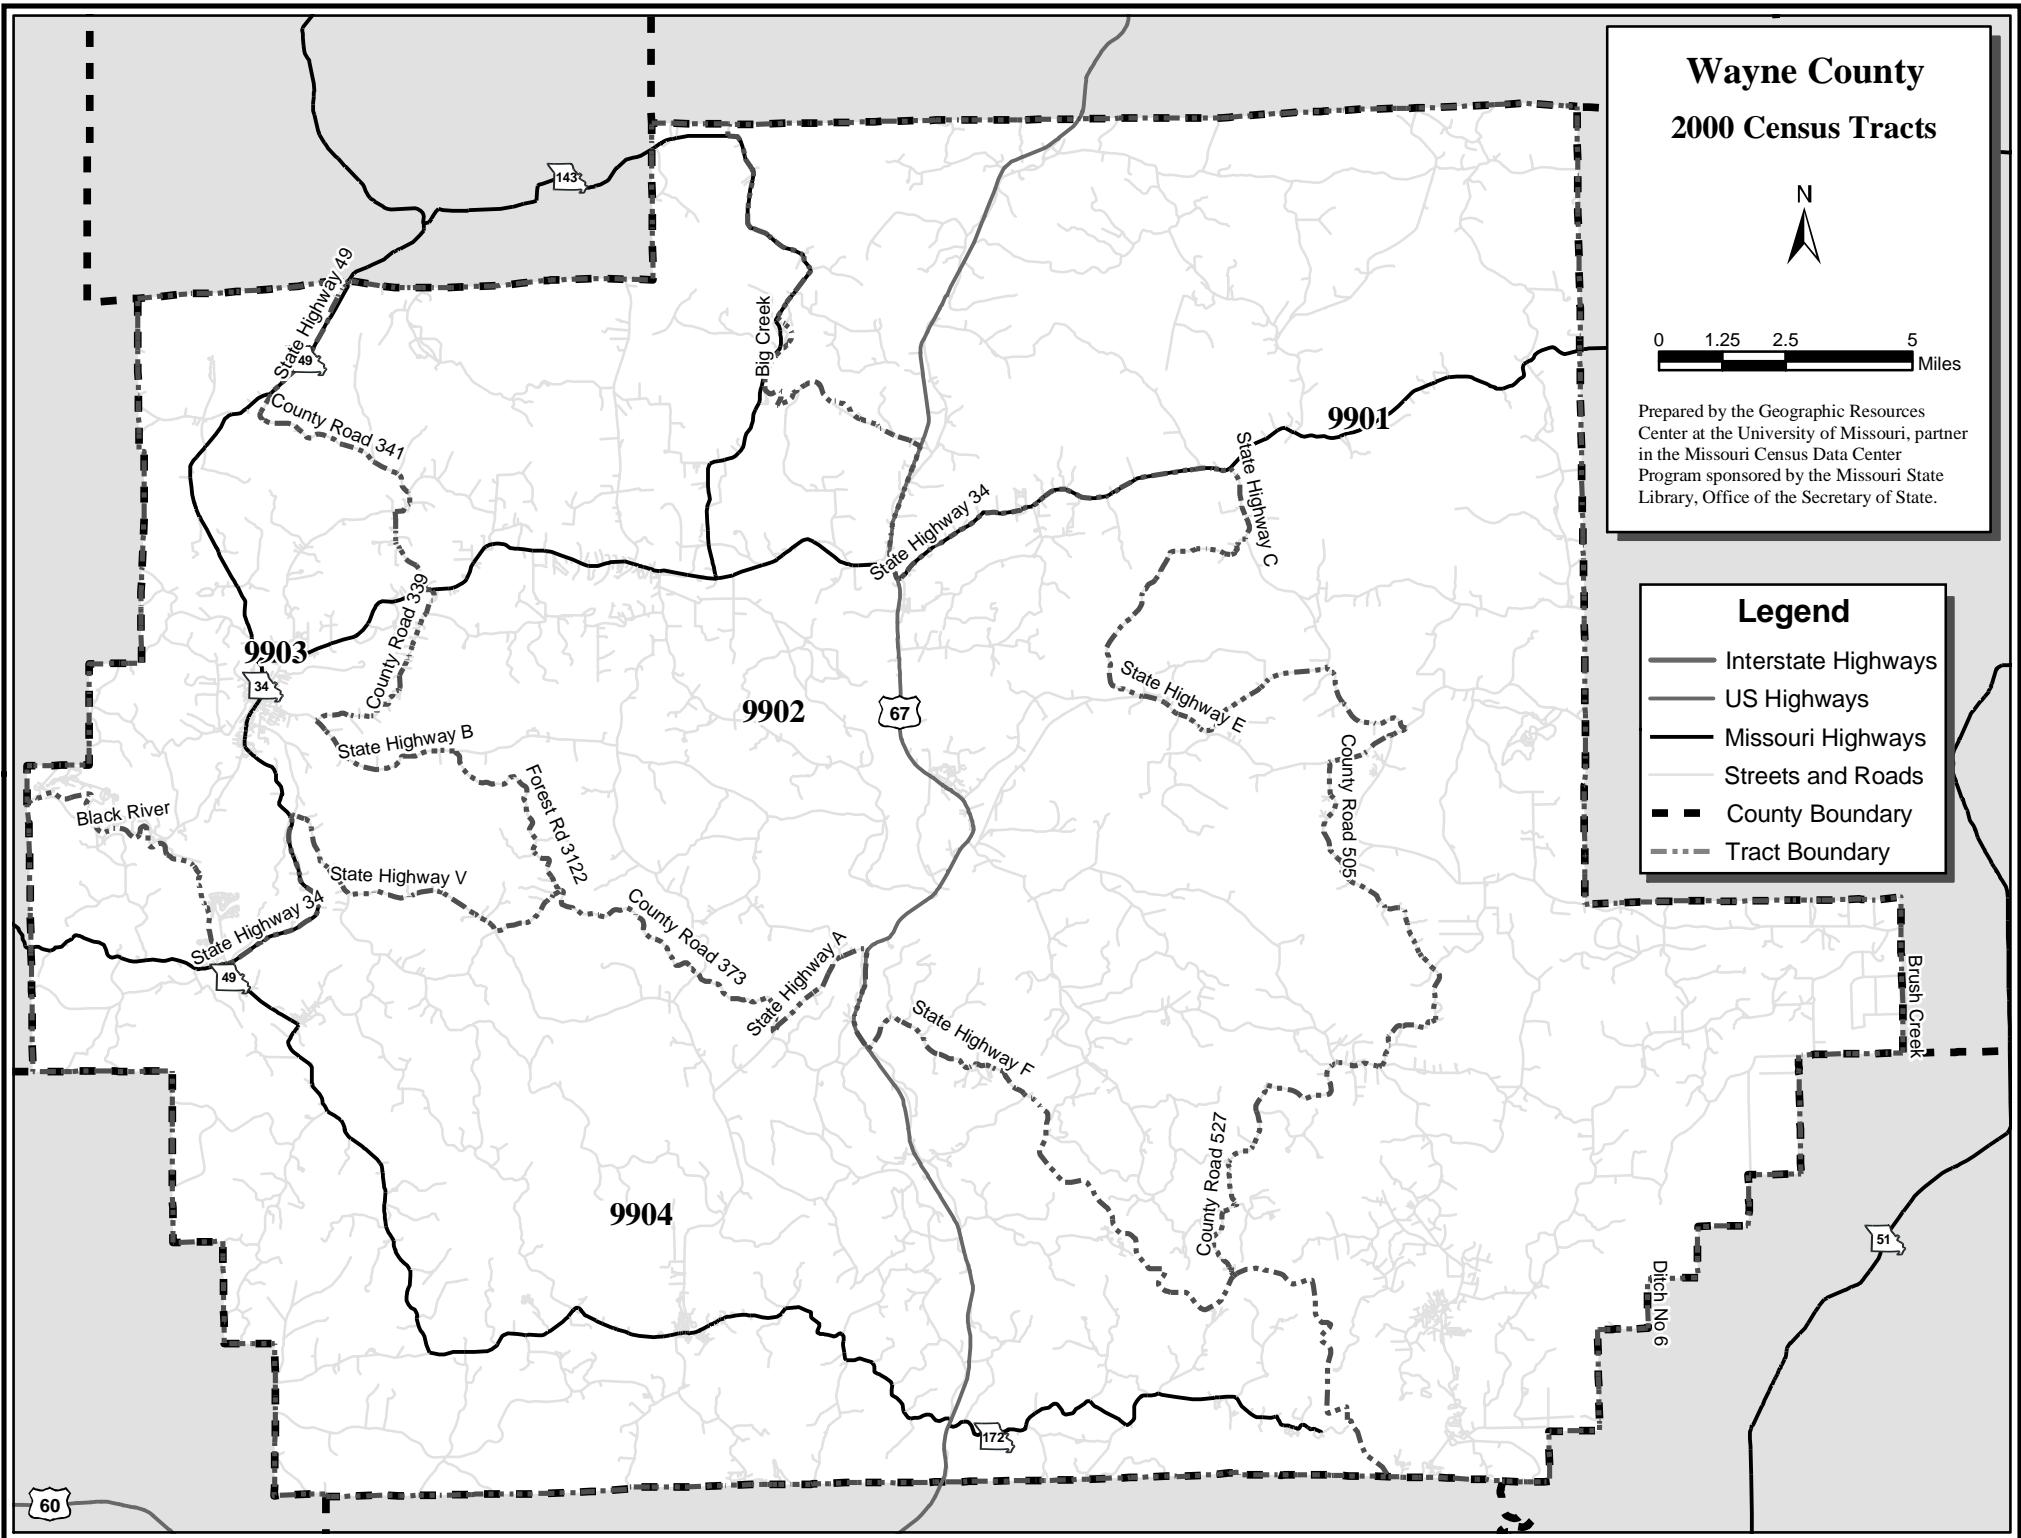 Wayne County
2000 Census Tracts
N
0 1.25 2.5 5
Miles
Prepared by the Geographic Resources
Center at the University of Missouri, partner
in the Missouri Census Data Center
Program sponsored by the Missouri State
Library, Office of the Secretary of State.
Legend
Interstate Highways
US Highways
Missouri Highways
Streets and Roads
County Boundary
Tract Boundary
143
State Highway 49
49
Big Creek
County Road 341
9901
State Highway C
State Highway 34
County Road 339
9903
34
State Highway E
9902
67
State Highway B
County Road 505
Forest Rd 3122
Black River
State Highway V
State Highway 34
County Road 373
State Highway A
49
Brush Creek
State Highway F
County Road 527
9904
51
Ditch No 6
172
60